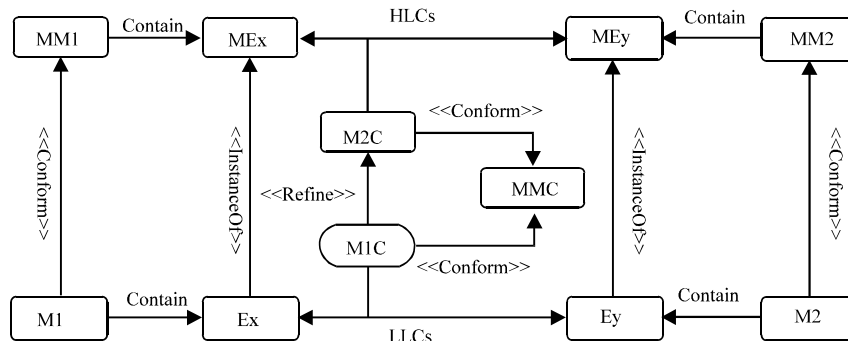 HLCs
Contain
Contain
MM1
MEx
MEy
MM2
<<Conform>>
M2C
<<Conform>>
<<InstanceOf>>
<<InstanceOf>>
<<Conform>>
MMC
<<Refine>>
M1C
<<Conform>>
Contain
Contain
M1
Ex
Ey
M2
LLCs